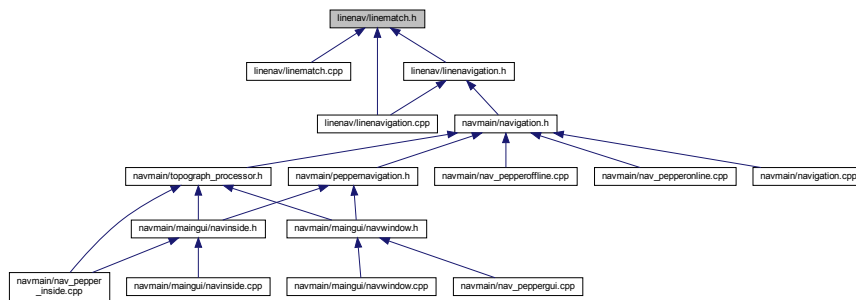 linenav/linematch.h
linenav/linematch.cpp
linenav/linenavigation.h
linenav/linenavigation.cpp
navmain/navigation.h
navmain/topograph_processor.h
navmain/peppernavigation.h
navmain/nav_pepperoffline.cpp
navmain/nav_pepperonline.cpp
navmain/navigation.cpp
navmain/maingui/navinside.h
navmain/maingui/navwindow.h
navmain/nav_pepper
_inside.cpp
navmain/maingui/navinside.cpp
navmain/maingui/navwindow.cpp
navmain/nav_peppergui.cpp